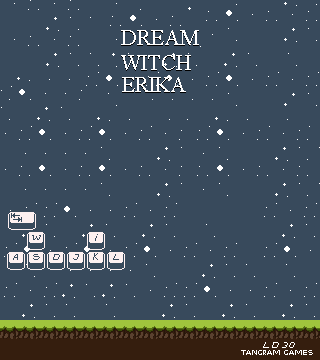 DREAM
WITCH
ERIKA
W I
A S D J K L
LD 30
TANGRAM GAMES